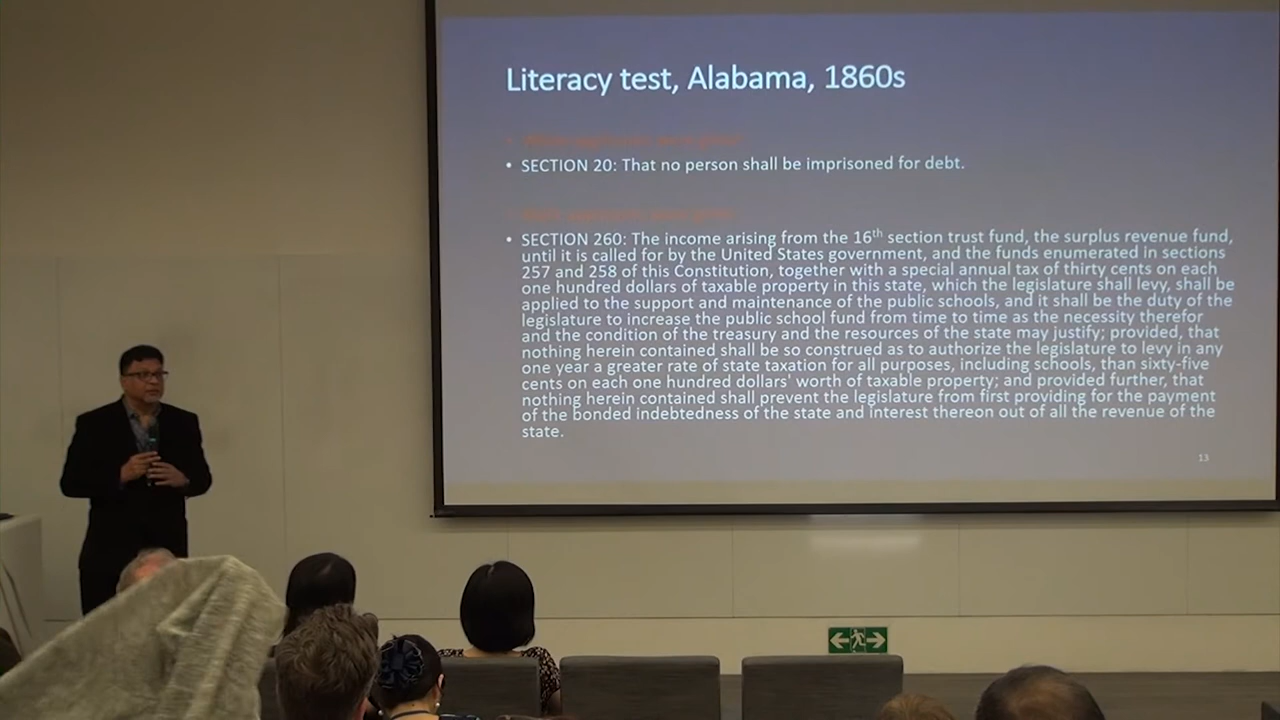 Literacy test, Alabama, 1860s
• SECTION 20: That no person shall be imprisoned for debt.
• SECTION 260: The income arising from the 16th section trust fund, the surplus revenue fund,
until it is called for by the United States government, and the funds enumerated in sections
257 and 258 of this Constitution, together with a special annual tax of thirty cents on each
one hundred dollars of taxable property in this state, which the legislature shall levy, shall be
applied to the support and maintenance of the public schools, and it shall be the duty of the
legislature to increase the public school fund from time to time as the necessity therefor
and the condition of the treasury and the resources of the state may justify; provided, that
nothing herein contained shall be so construed as to authorize the legislature to levy in any
one year a greater rate of state taxation for all purposes, including schools, than sixty-five
cents on each one hundred dollars' worth of taxable property; and provided further, that
nothing herein contained shall prevent the legislature from first providing for the payment
of the bonded indebtedness of the state and interest thereon out of all the revenue of the
state.
13